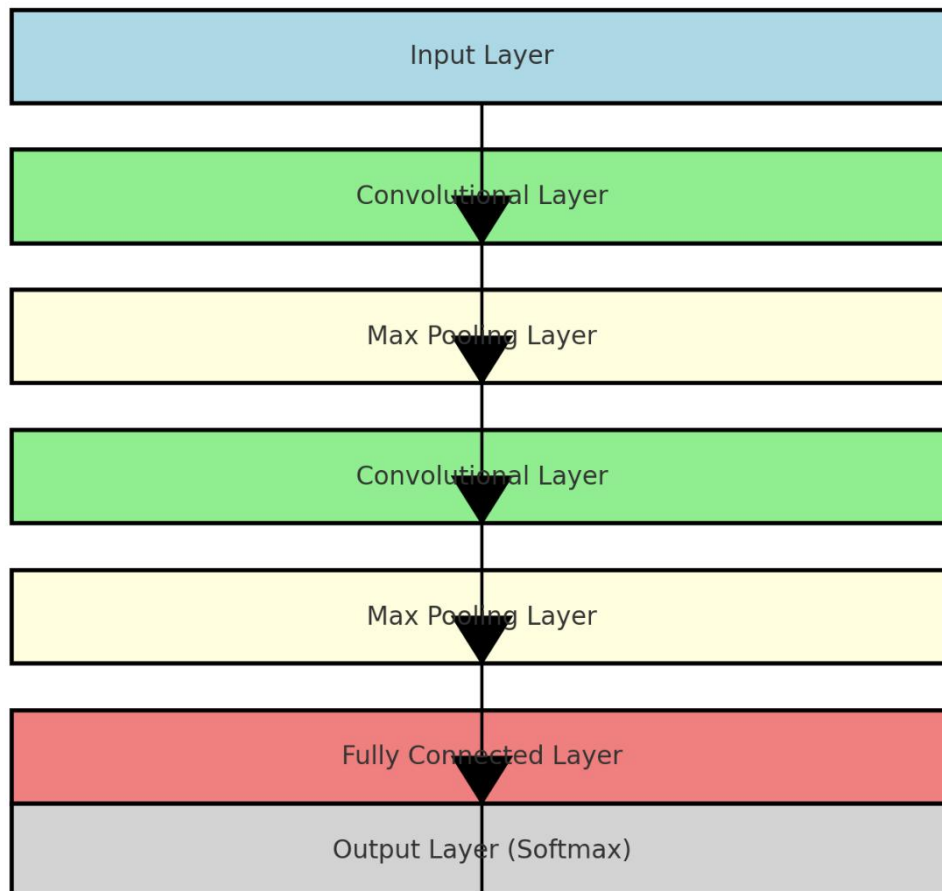 Input Layer
Convolutional Layer
Max Pooling Layer
Convolutional Layer
Max Pooling Layer
Fully Connected Layer
Output Layer (Softmax)